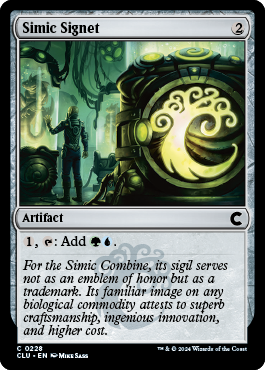 Simic Signet 2
Artifact
1, : Add .
For the Simic Combine, its sigil serves
not as an emblem of honor but as a
trademark. Its familiar image on any
biological commodity attests to superb
craftsmanship, ingenious innovation,
and higher cost.
C 0228
CLU • EN Mike Sass
™ & © 2024 Wizards of the Coast